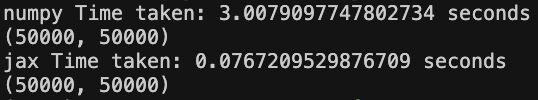 numpy Time taken: 3.0079097747802734 seconds
(50000, 50000)
jax Time taken: 0.0767209529876709 seconds
(50000, 50000)